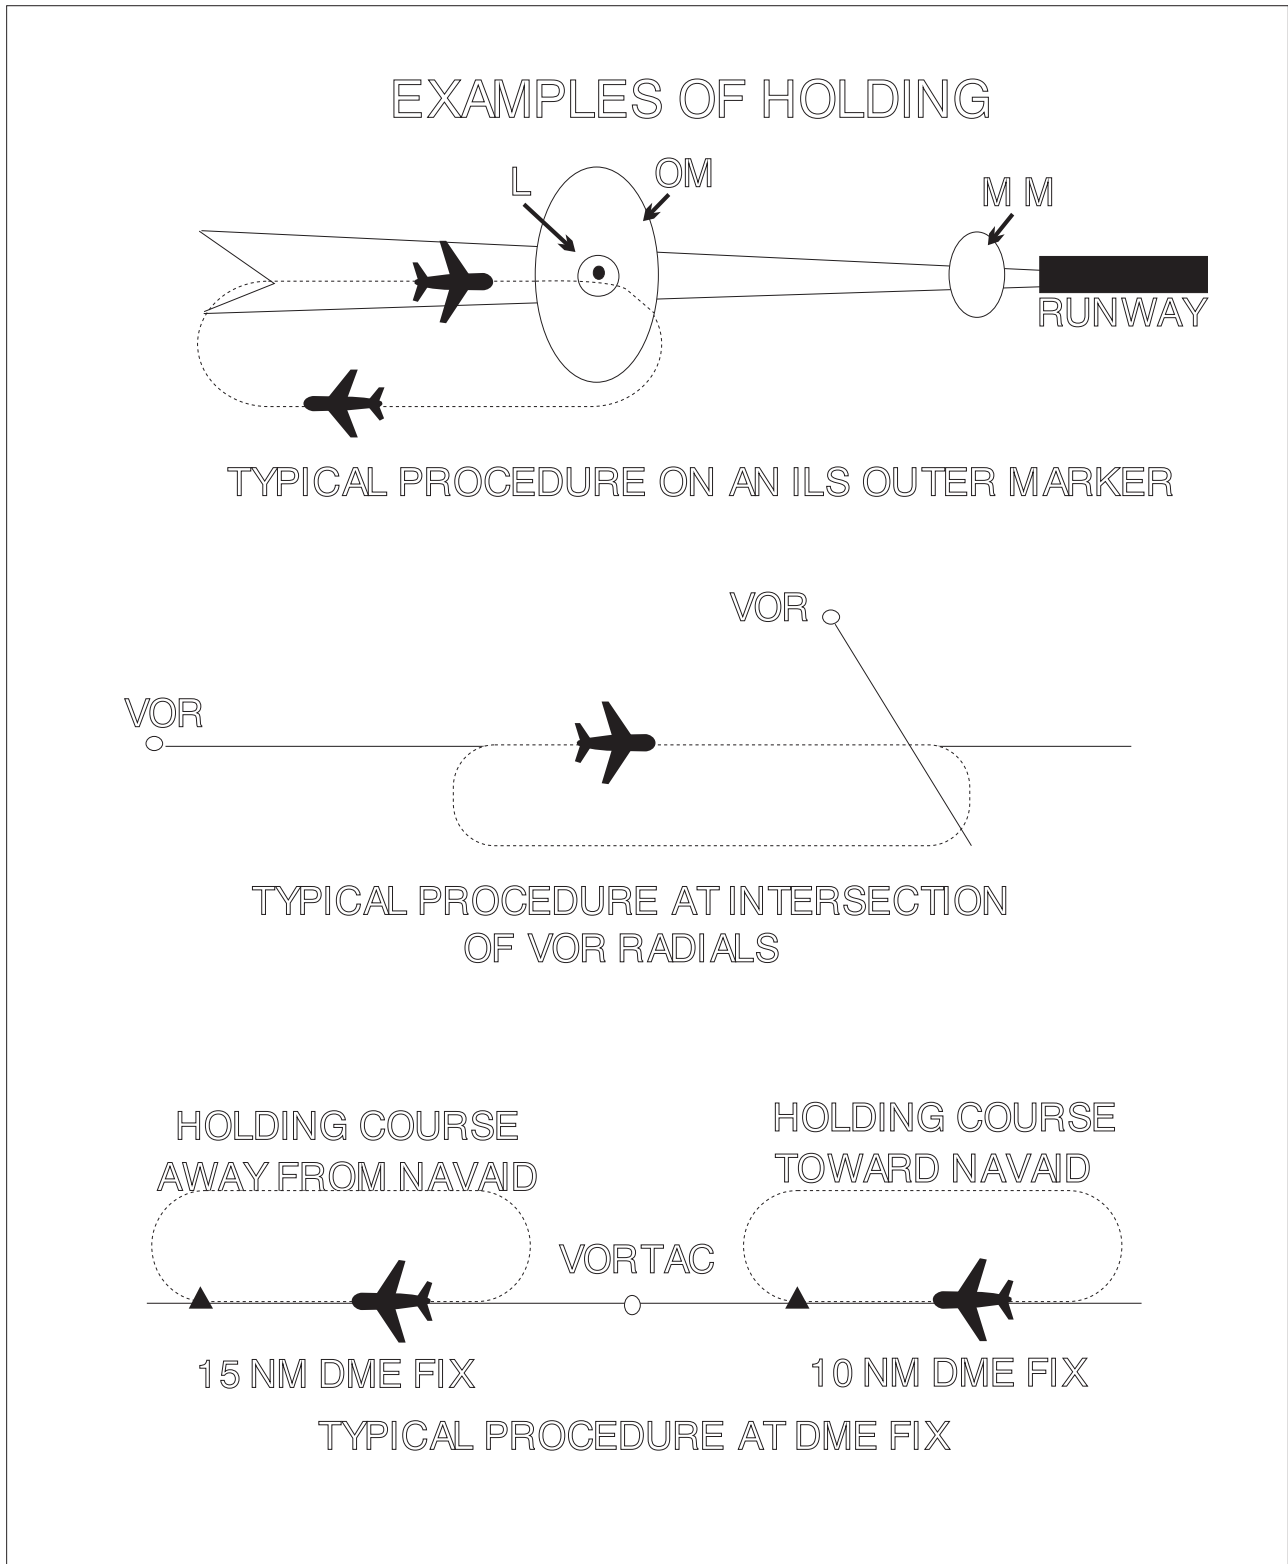 EXAMPLES OF HOLDING
L
OM
M M
RUNWAY
TYPICAL PROCEDURE ON AN ILS OUTER MARKER
VOR
VOR
TYPICAL PROCEDURE AT INTERSECTION
OF VOR RADIALS
HOLDING COURSE
AWAY FROM NAVAID
HOLDING COURSE
TOWARD NAVAID
VORTAC
15 NM DME FIX
10 NM DME FIX
TYPICAL PROCEDURE AT DME FIX